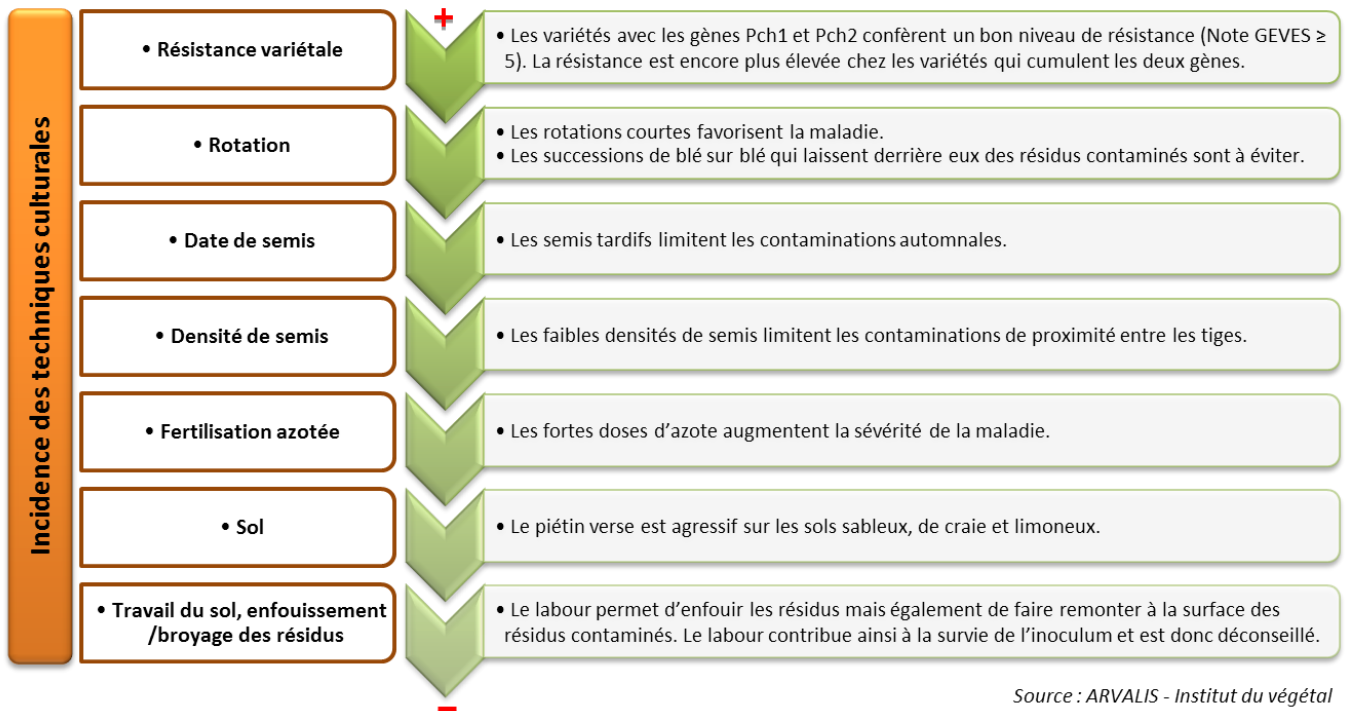 Incidence des techniques culturales
+
• Résistance variétale
• Les variétés avec les gènes Pch1 et Pch2 confèrent un bon niveau de résistance (Note GEVES ≥
5). La résistance est encore plus élevée chez les variétés qui cumulent les deux gènes.
• Rotation
• Les rotations courtes favorisent la maladie.
• Les successions de blé sur blé qui laissent derrière eux des résidus contaminés sont à éviter.
• Date de semis
• Les semis tardifs limitent les contaminations automnales.
• Densité de semis
• Les faibles densités de semis limitent les contaminations de proximité entre les tiges.
• Fertilisation azotée
• Les fortes doses d’azote augmentent la sévérité de la maladie.
• Sol
• Le piétin verse est agressif sur les sols sableux, de craie et limoneux.
• Travail du sol, enfouissement
/broyage des résidus
• Le labour permet d’enfouir les résidus mais également de faire remonter à la surface des
résidus contaminés. Le labour contribue ainsi à la survie de l’inoculum et est donc déconseillé.
–
Source : ARVALIS - Institut du végétal